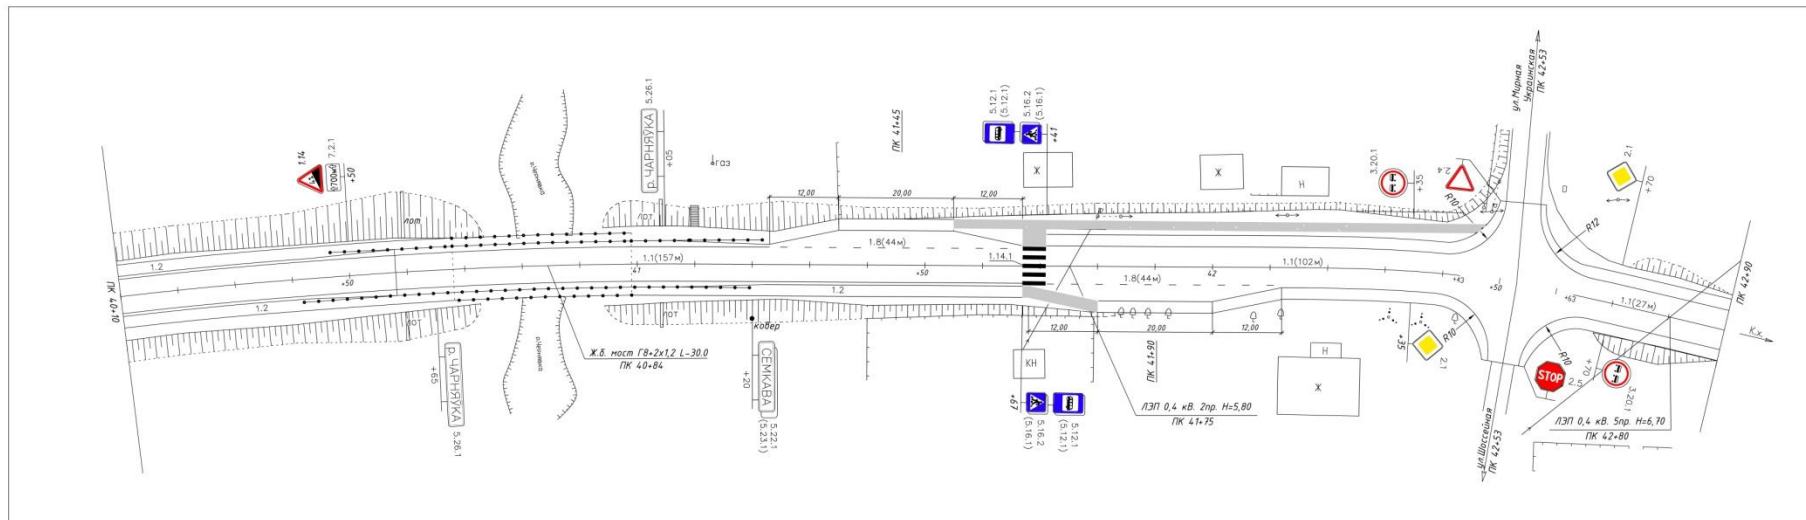 ПК 40+10
1.2
1.2
1.14
7.2.1
700м
+50
лот
лот
+50
р.Чернявка
р.Чернявка
р. ЧАРНЯЎКА
5.26.1
+65
р. ЧАРНЯЎКА
5.26.1
+05
ЛОТ
ЛОТ
газ
1.1(157м)
41
1.2
ковер
Ж.б. мост Г8+2х1,2 L-30.0
ПК 40+84
СЕМКАВА
+20
5.22.1
(5.23.1)
ПК 41+45
12,00
20,00
12,00
1.8(44м)
+50
1.14.1
5.12.1
(5.12.1)
5.16.2
(5.16.1)
+41
Ж
КН
12,00
20,00
12,00
1.8(44м)
ПК 41+90
5.16.2
(5.16.1)
5.12.1
(5.12.1)
ЛЭП 0,4 кВ. 2пр. Н=5,80
ПК 41+75
42
1.1(102м)
Ж
Н
Н
Ж
3.20.1
+35
2.4
R10
+43
+50
+63
ул.Мирная
Украинская
ПК 42+53
2.1
+70
R12
1.1(27м)
ПК 42+90
К.х.
+35
2.1
R10
R10
STOP
2.5
+70
3.20.1
ул.Шоссейная
ПК 42+53
ЛЭП 0,4 кВ. 5пр. Н=6,70
ПК 42+80